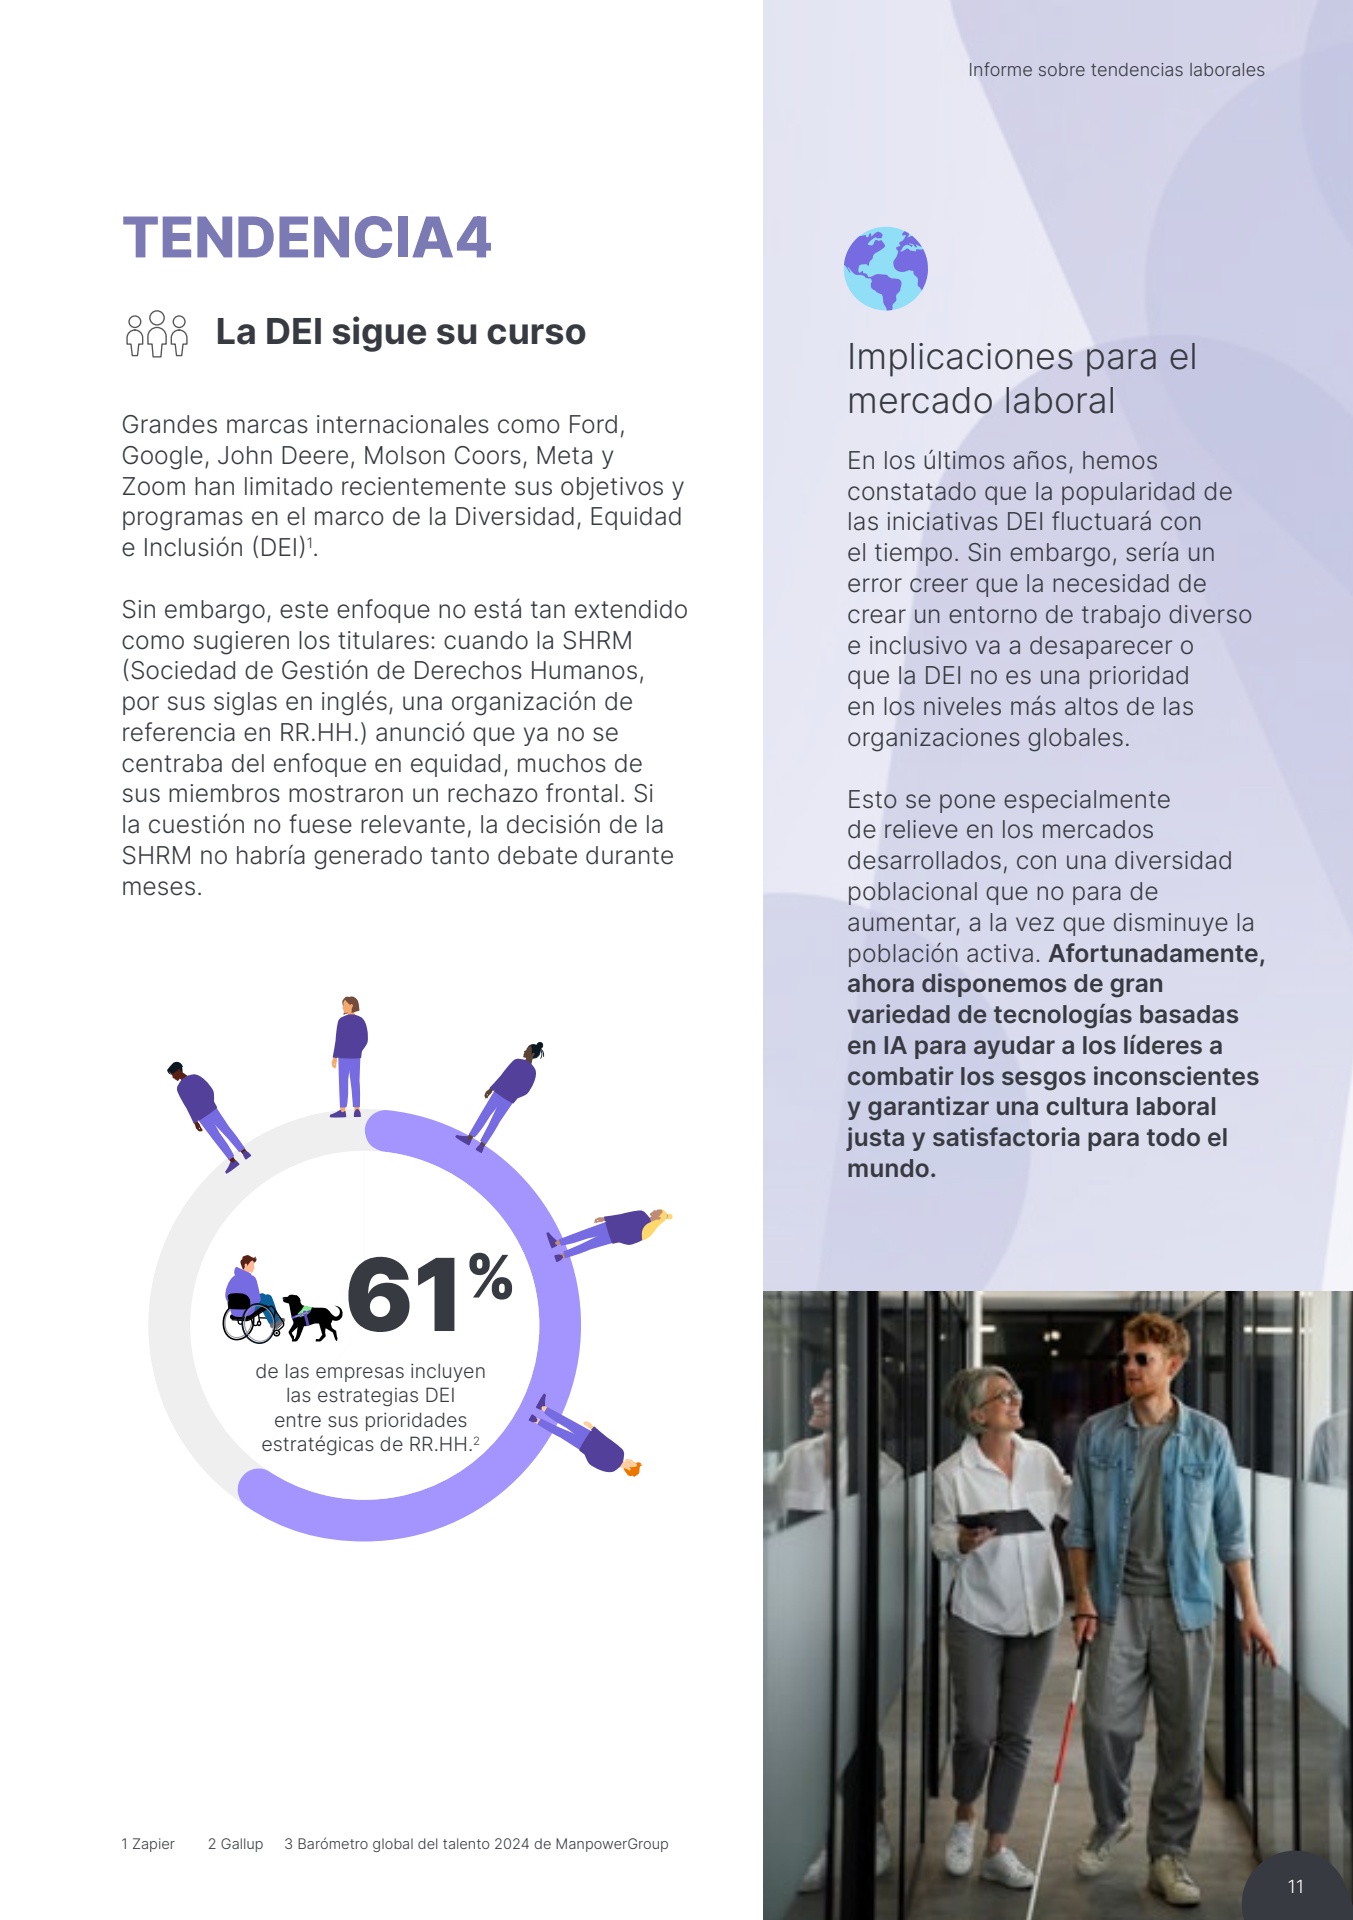 Informe sobre tendencias laborales
TENDENCIA4
La DEI sigue su curso
Grandes marcas internacionales como Ford,
Google, John Deere, Molson Coors, Meta y
Zoom han limitado recientemente sus objetivos y
programas en el marco de la Diversidad, Equidad
e Inclusión (DEI)¹.
Sin embargo, este enfoque no está tan extendido
como sugieren los titulares: cuando la SHRM
(Sociedad de Gestión de Derechos Humanos,
por sus siglas en inglés, una organización de
referencia en RR.HH.) anunció que ya no se
centraba del enfoque en equidad, muchos de
sus miembros mostraron un rechazo frontal. Si
la cuestión no fuese relevante, la decisión de la
SHRM no habría generado tanto debate durante
meses.
61%
de las empresas incluyen
las estrategias DEI
entre sus prioridades
estratégicas de RR.HH.²
Implicaciones para el
mercado laboral
En los últimos años, hemos
constatado que la popularidad de
las iniciativas DEI fluctuará con
el tiempo. Sin embargo, sería un
error creer que la necesidad de
crear un entorno de trabajo diverso
e inclusivo va a desaparecer o
que la DEI no es una prioridad
en los niveles más altos de las
organizaciones globales.
Esto se pone especialmente
de relieve en los mercados
desarrollados, con una diversidad
poblacional que no para de
aumentar, a la vez que disminuye la
población activa. Afortunadamente,
ahora disponemos de gran
variedad de tecnologías basadas
en IA para ayudar a los líderes a
combatir los sesgos inconscientes
y garantizar una cultura laboral
justa y satisfactoria para todo el
mundo.
1 Zapier 2 Gallup 3 Barómetro global del talento 2024 de ManpowerGroup
11